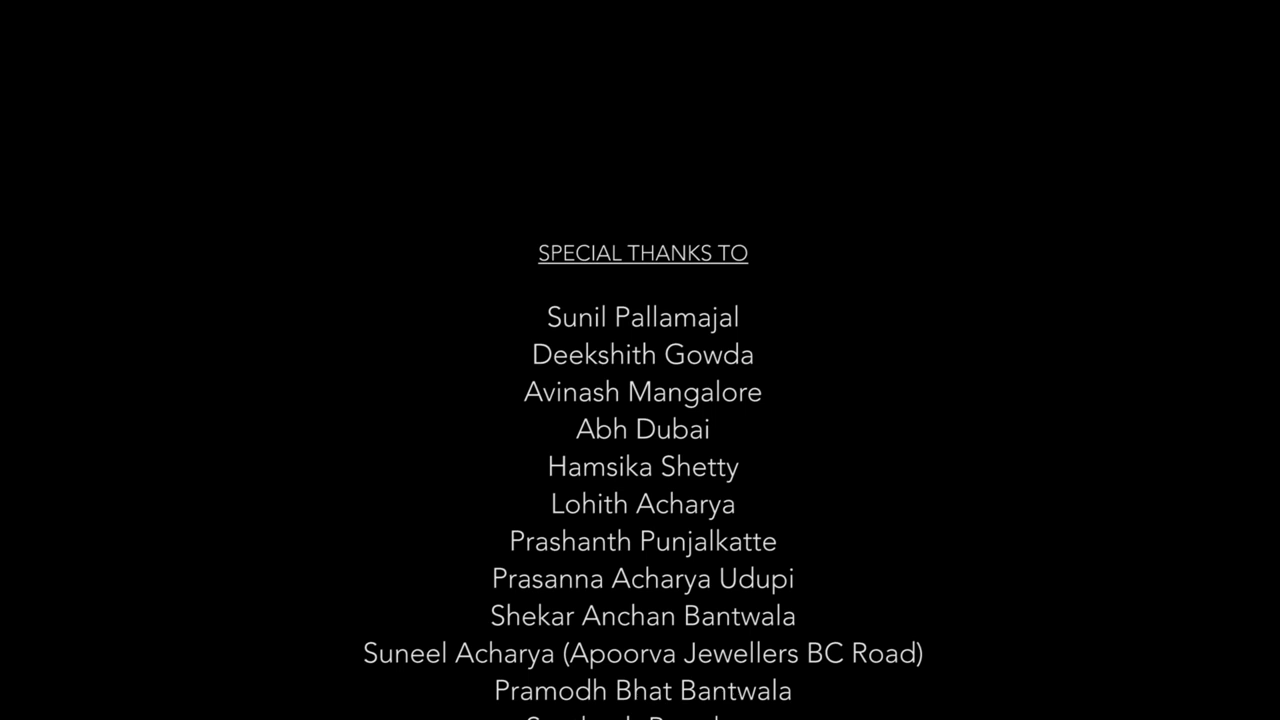 SPECIAL THANKS TO
Sunil Pallamajal
Deekshith Gowda
Avinash Mangalore
Abh Dubai
Hamsika Shetty
Lohith Acharya
Prashanth Punjalkatte
Prasanna Acharya Udupi
Shekar Anchan Bantwala
Suneel Acharya (Apoorva Jewellers BC Road)
Pramodh Bhat Bantwala